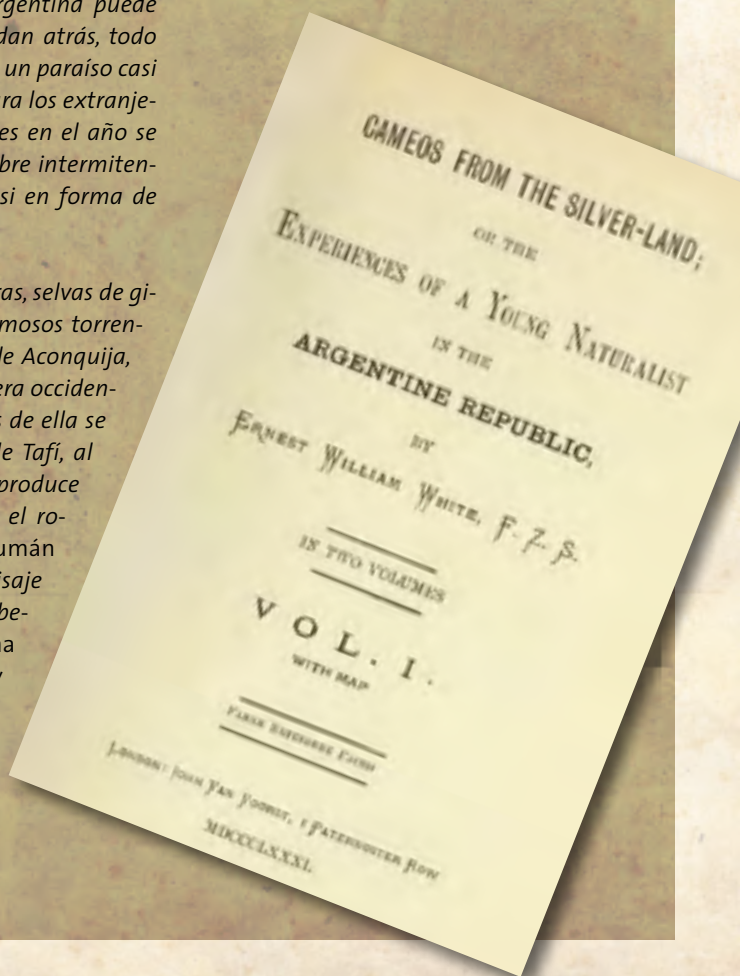 rgentina puede
dan atrás, todo
un paraíso casi
ra los extranje-
es en el año se
bre intermiten-
si en forma de
as, selvas de gi-
mosos torren-
le Aconquija,
era occiden-
s de ella se
le Tafí, al
produce
el ro-
umán
isaje
be-
na
CAMEOS FROM THE SILVER-LAND;
OR THE
EXPERIENCES OF A YOUNG NATURALIST
IN THE
ARGENTINE REPUBLIC,
BY
ERNEST WILLIAM WHITE, F. Z. S.
IN TWO VOLUMES
VOL. I.
WITH MAP
LONDON: JOHN VAN VOORST, 1 PATERNOSTER ROW